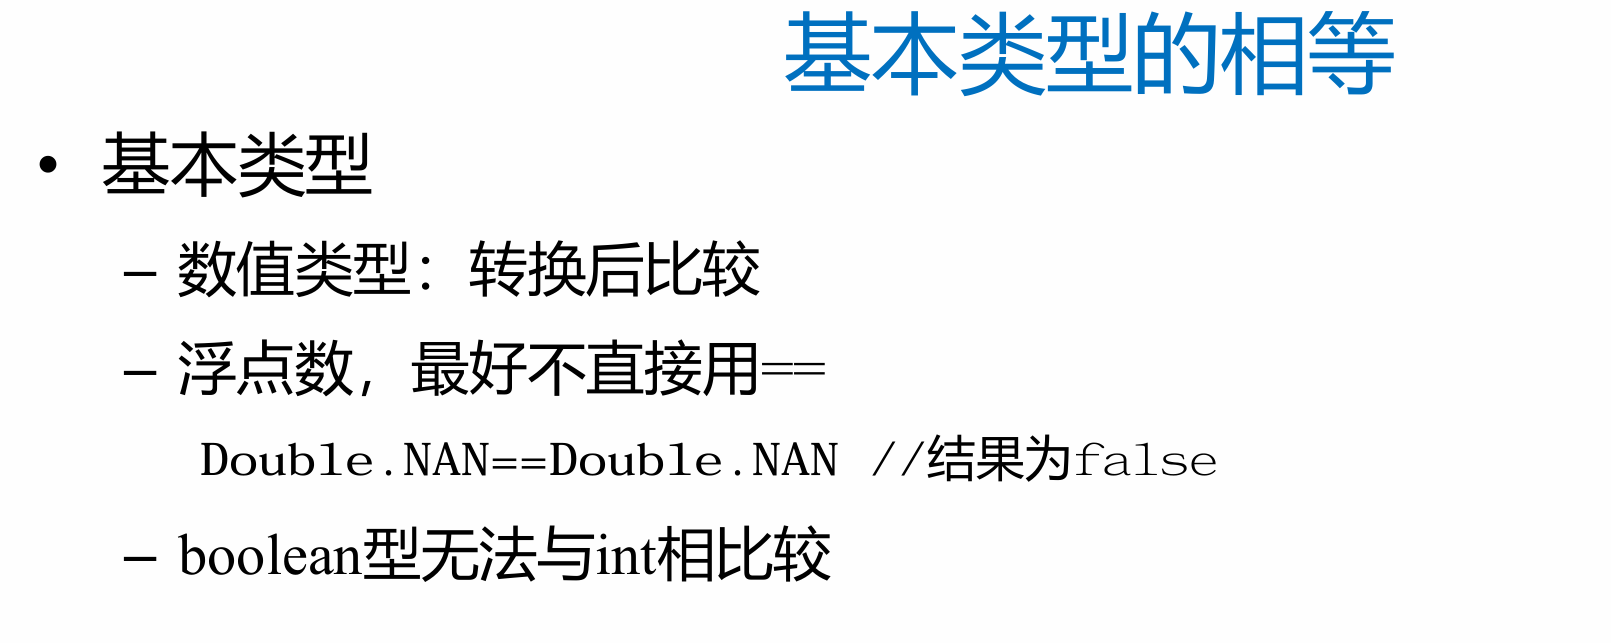 基本类型的相等
• 基本类型
– 数值类型：转换后比较
– 浮点数，最好不直接用==
Double.NAN==Double.NAN //结果为false
– boolean型无法与int相比较